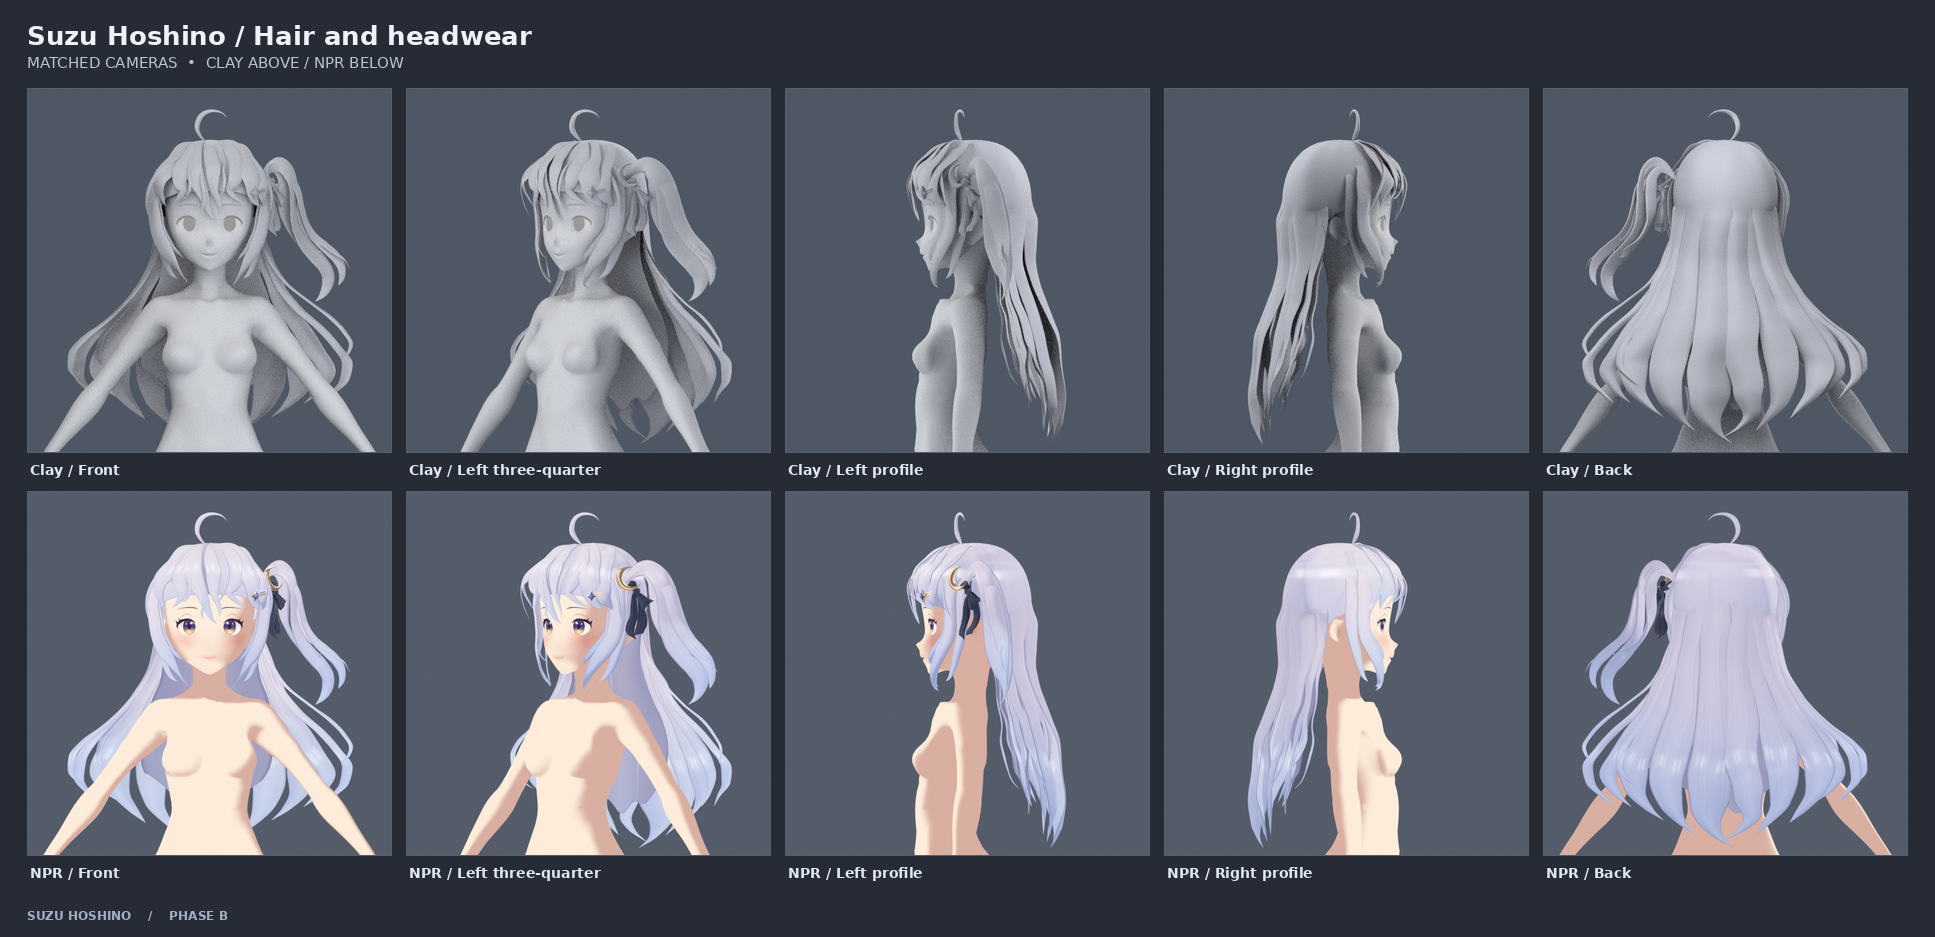 Suzu Hoshino / Hair and headwear
MATCHED CAMERAS • CLAY ABOVE / NPR BELOW
Clay / Front
Clay / Left three-quarter
Clay / Left profile
Clay / Right profile
Clay / Back
NPR / Front
NPR / Left three-quarter
NPR / Left profile
NPR / Right profile
NPR / Back
SUZU HOSHINO / PHASE B